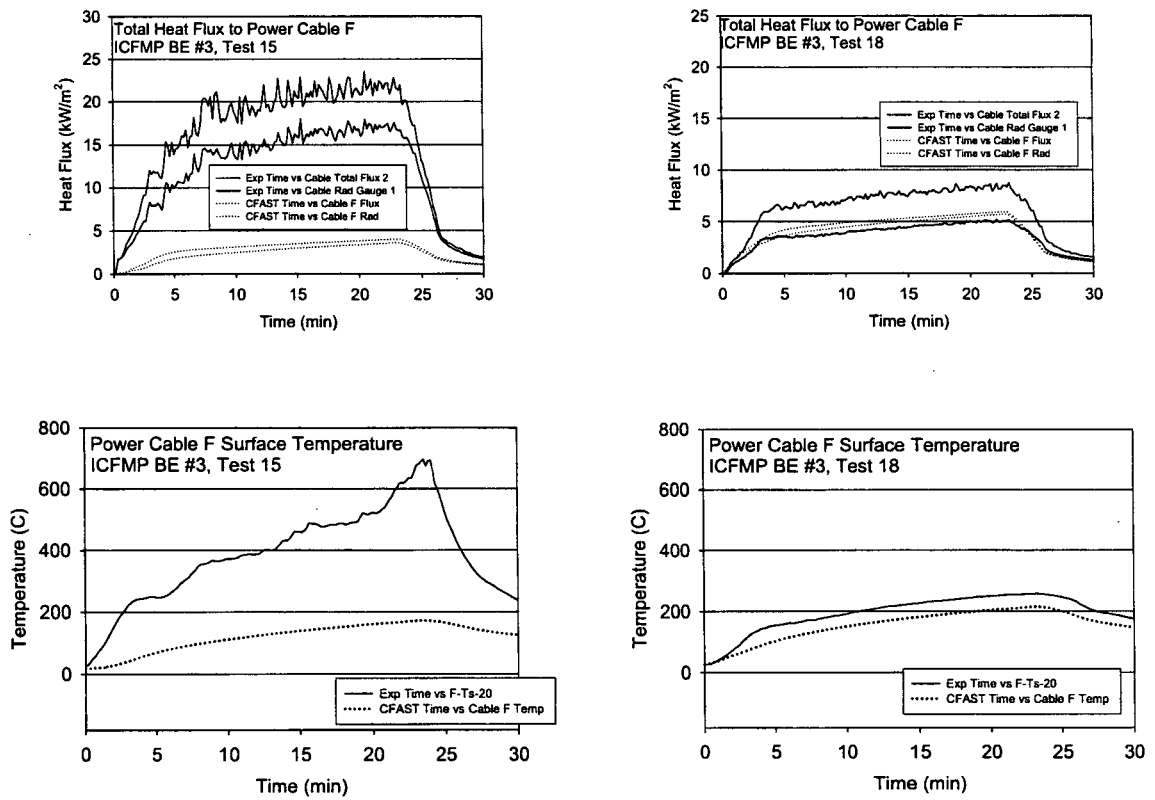 Total Heat Flux to Power Cable F
ICFMP BE #3, Test 15
Heat Flux (kW/m²)
30
25
20
15
10
5
0
Exp Time vs Cable Total Flux 2
Exp Time vs Cable Rad Gauge 1
CFAST Time vs Cable F Flux
CFAST Time vs Cable F Rad
0 5 10 15 20 25 30
Time (min)
Total Heat Flux to Power Cable F
ICFMP BE #3, Test 18
Heat Flux (kW/m²)
25
20
15
10
5
0
Exp Time vs Cable Total Flux 2
Exp Time vs Cable Rad Gauge 1
CFAST Time vs Cable F Flux
CFAST Time vs Cable F Rad
0 5 10 15 20 25 30
Time (min)
Power Cable F Surface Temperature
ICFMP BE #3, Test 15
Temperature (C)
800
600
400
200
0
Exp Time vs F-Ts-20
CFAST Time vs Cable F Temp
0 5 10 15 20 25 30
Time (min)
Power Cable F Surface Temperature
ICFMP BE #3, Test 18
Temperature (C)
800
600
400
200
0
Exp Time vs F-Ts-20
CFAST Time vs Cable F Temp
0 5 10 15 20 25 30
Time (min)